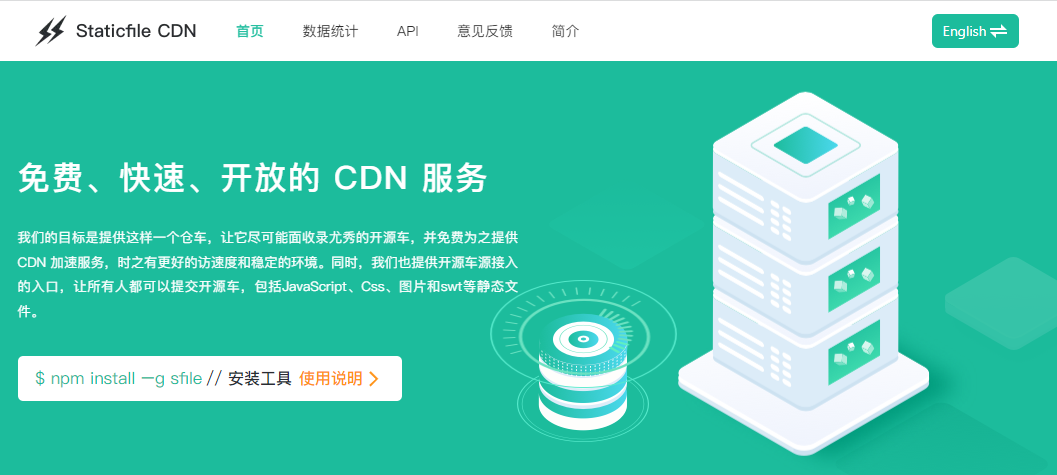 Staticfile CDN
首页
数据统计
API
意见反馈
简介
English
免费、快速、开放的 CDN 服务
我们的目标是提供这样一个仓车，让它尽可能面收录尤秀的开源车，并免费为之提供
CDN 加速服务，时之有更好的访速度和稳定的环境。同时，我们也提供开源车源接入
的入口，让所有人都可以提交开源车，包括JavaScript、Css、图片和swt等静态文
件。
$ npm install 一g sfile // 安装工具 使用说明